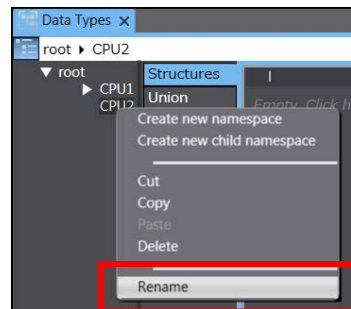 Data Types ×
root ▸ CPU2
▼ root
▶ CPU1
CPU2
Structures
Union
Empty. Click h
Create new namespace
Create new child namespace
Cut
Copy
Paste
Delete
Rename